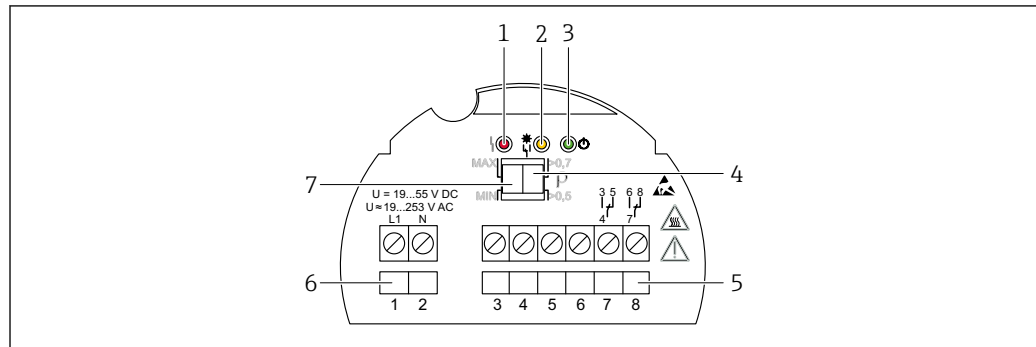 1 2 3
MAX >0,7
4
7
ρ
MIN >0,5
U = 19...55 V DC
U≈19...253 V AC
L1 N
3 5 6 8
4 7
6
5
1 2 3 4 5 6 7 8